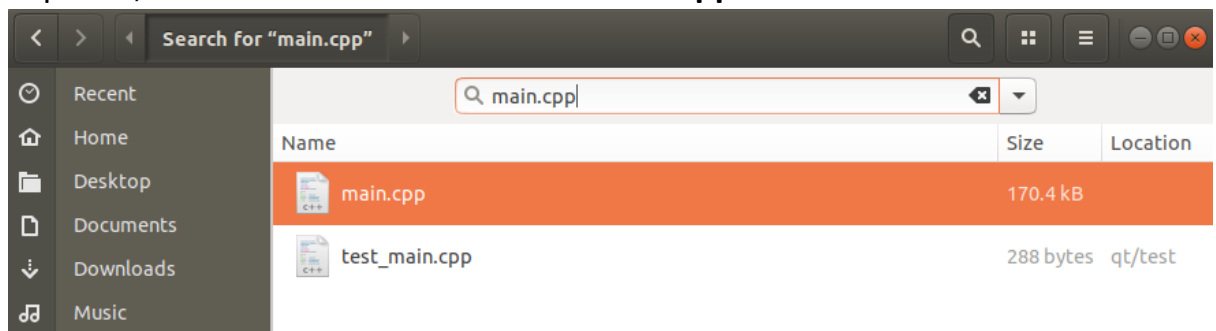 Search for “main.cpp”
Recent
main.cpp
Home
Name Size Location
Desktop
main.cpp 170.4 kB
Documents
test_main.cpp 288 bytes qt/test
Downloads
Music